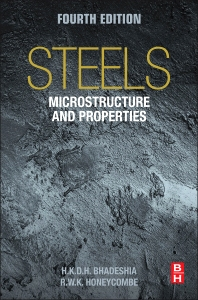 FOURTH EDITION
STEELS
MICROSTRUCTURE
AND PROPERTIES
H.K.D.H. BHADESHIA
R.W.K. HONEYCOMBE
B
H